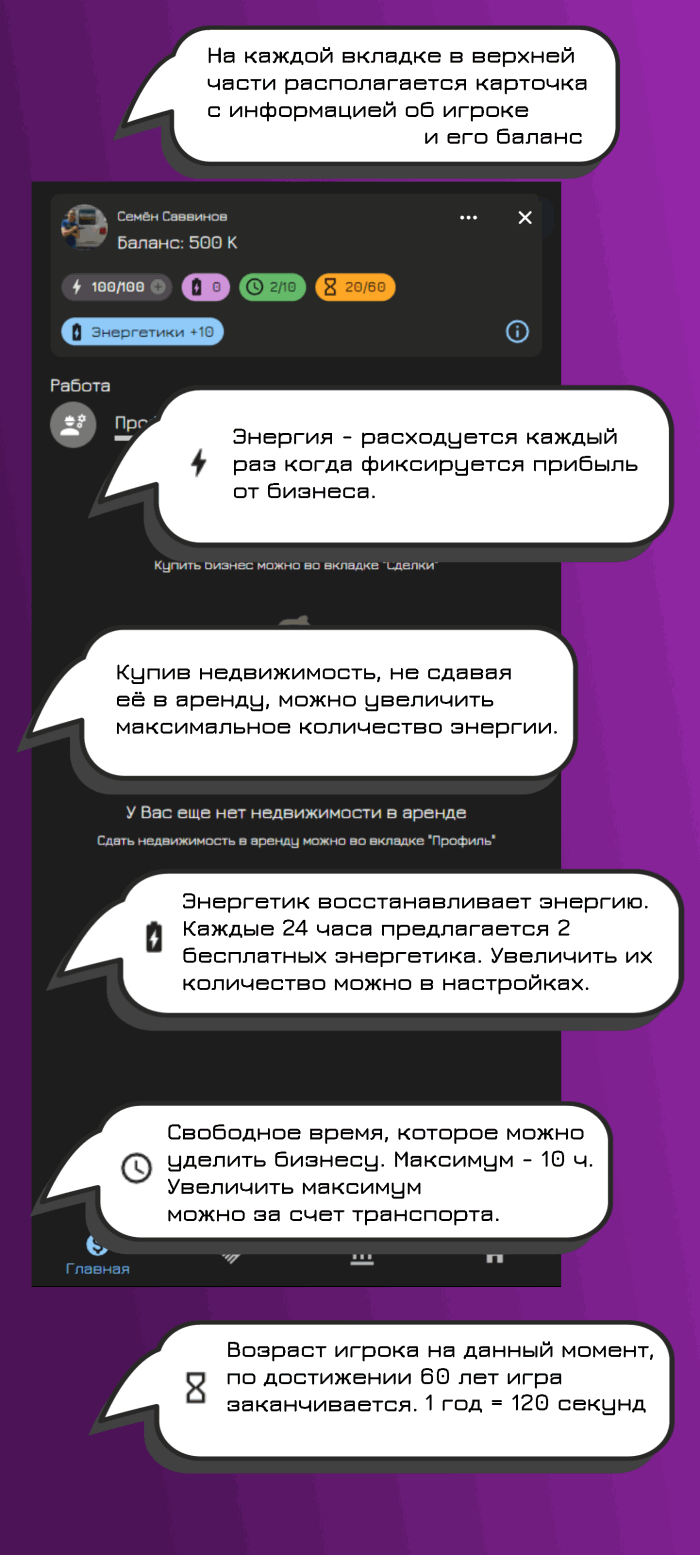 На каждой вкладке в верхней
части располагается карточка
с информацией об игроке
и его баланс
Семён Саввинов
Баланс: 500 K
100/100
0
2/10
20/60
Энергетики +10
Работа
Энергия - расходуется каждый
раз когда фиксируется прибыль
от бизнеса.
Купить бизнес можно во вкладке "Сделки"
Купив недвижимость, не сдавая
её в аренду, можно увеличить
максимальное количество энергии.
У Вас еще нет недвижимости в аренде
Сдать недвижимость в аренду можно во вкладке "Профиль"
Энергетик восстанавливает энергию.
Каждые 24 часа предлагается 2
бесплатных энергетика. Увеличить их
количество можно в настройках.
Свободное время, которое можно
уделить бизнесу. Максимум - 10 ч.
Увеличить максимум
можно за счет транспорта.
Главная
Возраст игрока на данный момент,
по достижении 60 лет игра
заканчивается. 1 год = 120 секунд